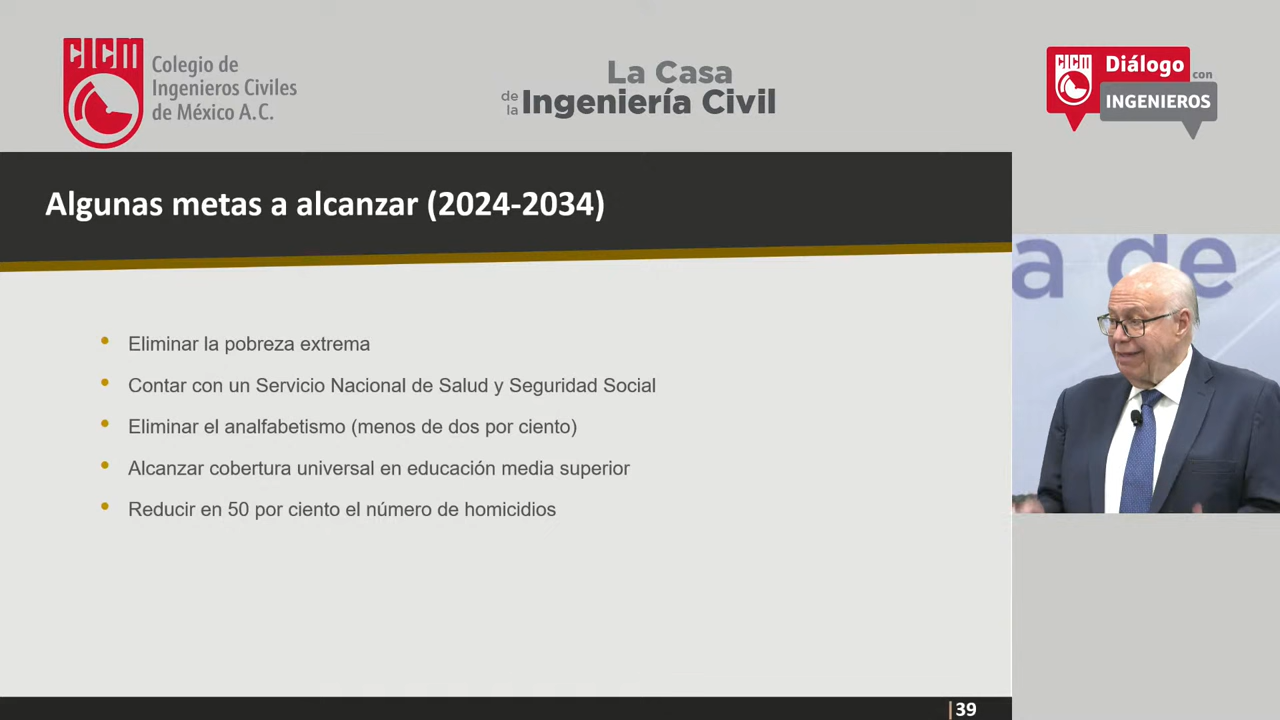 CICM
Colegio de
Ingenieros Civiles
de México A.C.
La Casa
de la Ingeniería Civil
CICM
Diálogo
con
INGENIEROS
Algunas metas a alcanzar (2024-2034)
a de
• Eliminar la pobreza extrema
• Contar con un Servicio Nacional de Salud y Seguridad Social
• Eliminar el analfabetismo (menos de dos por ciento)
• Alcanzar cobertura universal en educación media superior
• Reducir en 50 por ciento el número de homicidios
|39